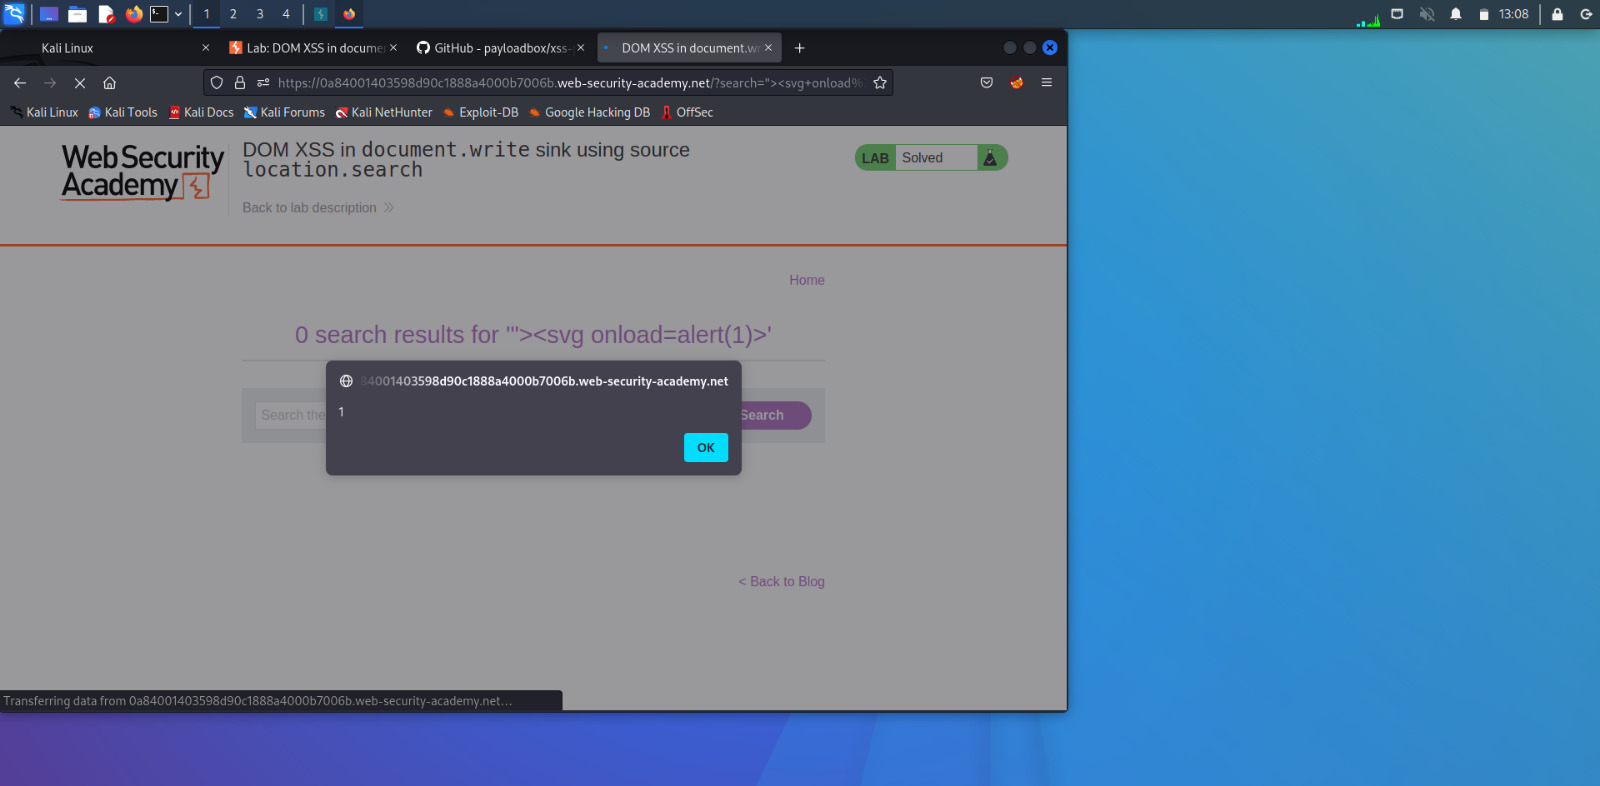 1 2 3 4 13:08
Kali Linux
Lab: DOM XSS in docume
GitHub - payloadbox/xss-
DOM XSS in document.w
https://0a84001403598d90c1888a4000b7006b.web-security-academy.net/?search="><svg+onload%
Kali Linux Kali Tools Kali Docs Kali Forums Kali NetHunter Exploit-DB Google Hacking DB OffSec
WebSecurity
Academy
DOM XSS in document.write sink using source
location.search
Back to lab description
LAB Solved
Home
0 search results for '"><svg onload=alert(1)>'
84001403598d90c1888a4000b7006b.web-security-academy.net
1
Search the
Search
OK
< Back to Blog
Transferring data from 0a84001403598d90c1888a4000b7006b.web-security-academy.net…